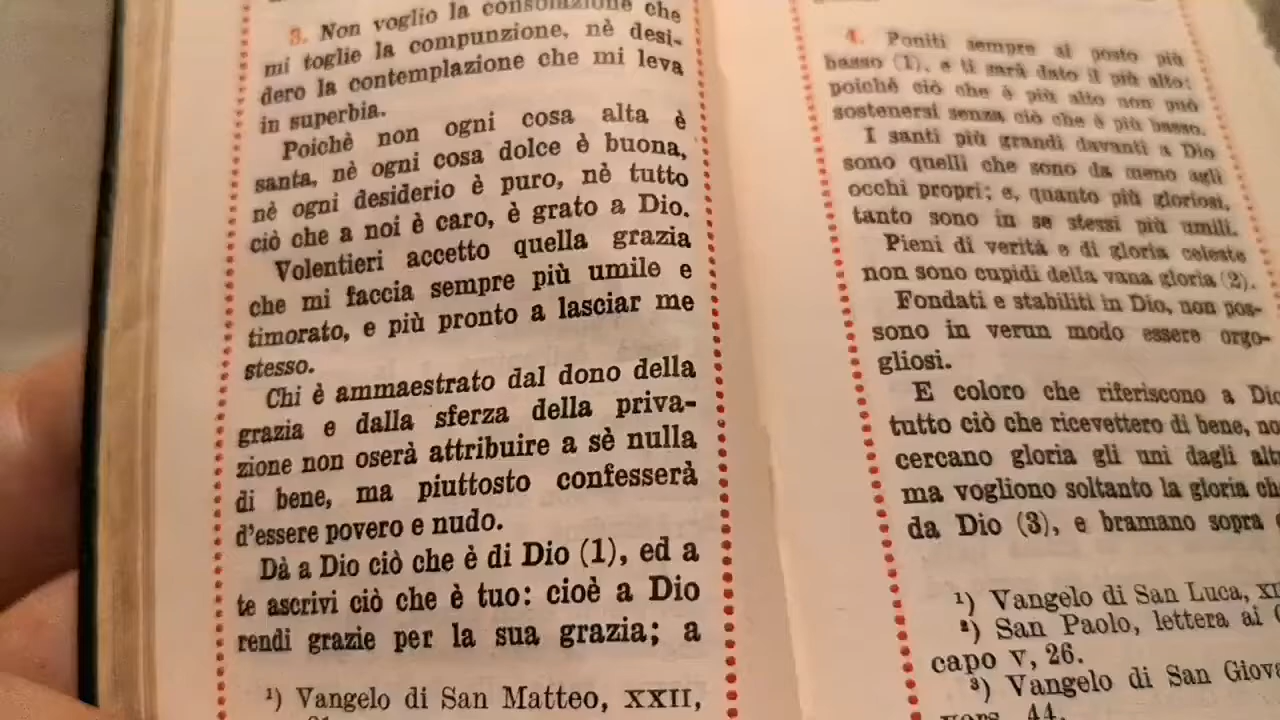 3. Non voglio la consolazione che
mi toglie la compunzione, nè desi-
dero la contemplazione che mi leva
in superbia.
Poichè non ogni cosa alta è
santa, nè ogni cosa dolce è buona,
nè ogni desiderio è puro, nè tutto
ciò che a noi è caro, è grato a Dio.
Volentieri accetto quella grazia
che mi faccia sempre più umile e
timorato, e più pronto a lasciar me
stesso.
Chi è ammaestrato dal dono della
grazia e dalla sferza della priva-
zione non oserà attribuire a sè nulla
di bene, ma piuttosto confesserà
d'essere povero e nudo.
Dà a Dio ciò che è di Dio (1), ed a
te ascrivi ciò che è tuo: cioè a Dio
rendi grazie per la sua grazia; a
¹) Vangelo di San Matteo, XXII,
4. Poniti sempre al posto più
basso (1), e ti sarà dato il più alto;
poichè ciò che è più alto non può
sostenersi senza ciò che è più basso.
I santi più grandi davanti a Dio
sono quelli che sono da meno agli
occhi propri; e, quanto più gloriosi,
tanto sono in se stessi più umili.
Pieni di verità e di gloria celeste
non sono cupidi della vana gloria (2).
Fondati e stabiliti in Dio, non pos-
sono in verun modo essere orgo-
gliosi.
E coloro che riferiscono a Dio
tutto ciò che ricevettero di bene, no
cercano gloria gli uni dagli alt
ma vogliono soltanto la gloria ch
da Dio (3), e bramano sopra
¹) Vangelo di San Luca, XI
²) San Paolo, lettera ai
capo V, 26.
³) Vangelo di San Giova
vers. 44.